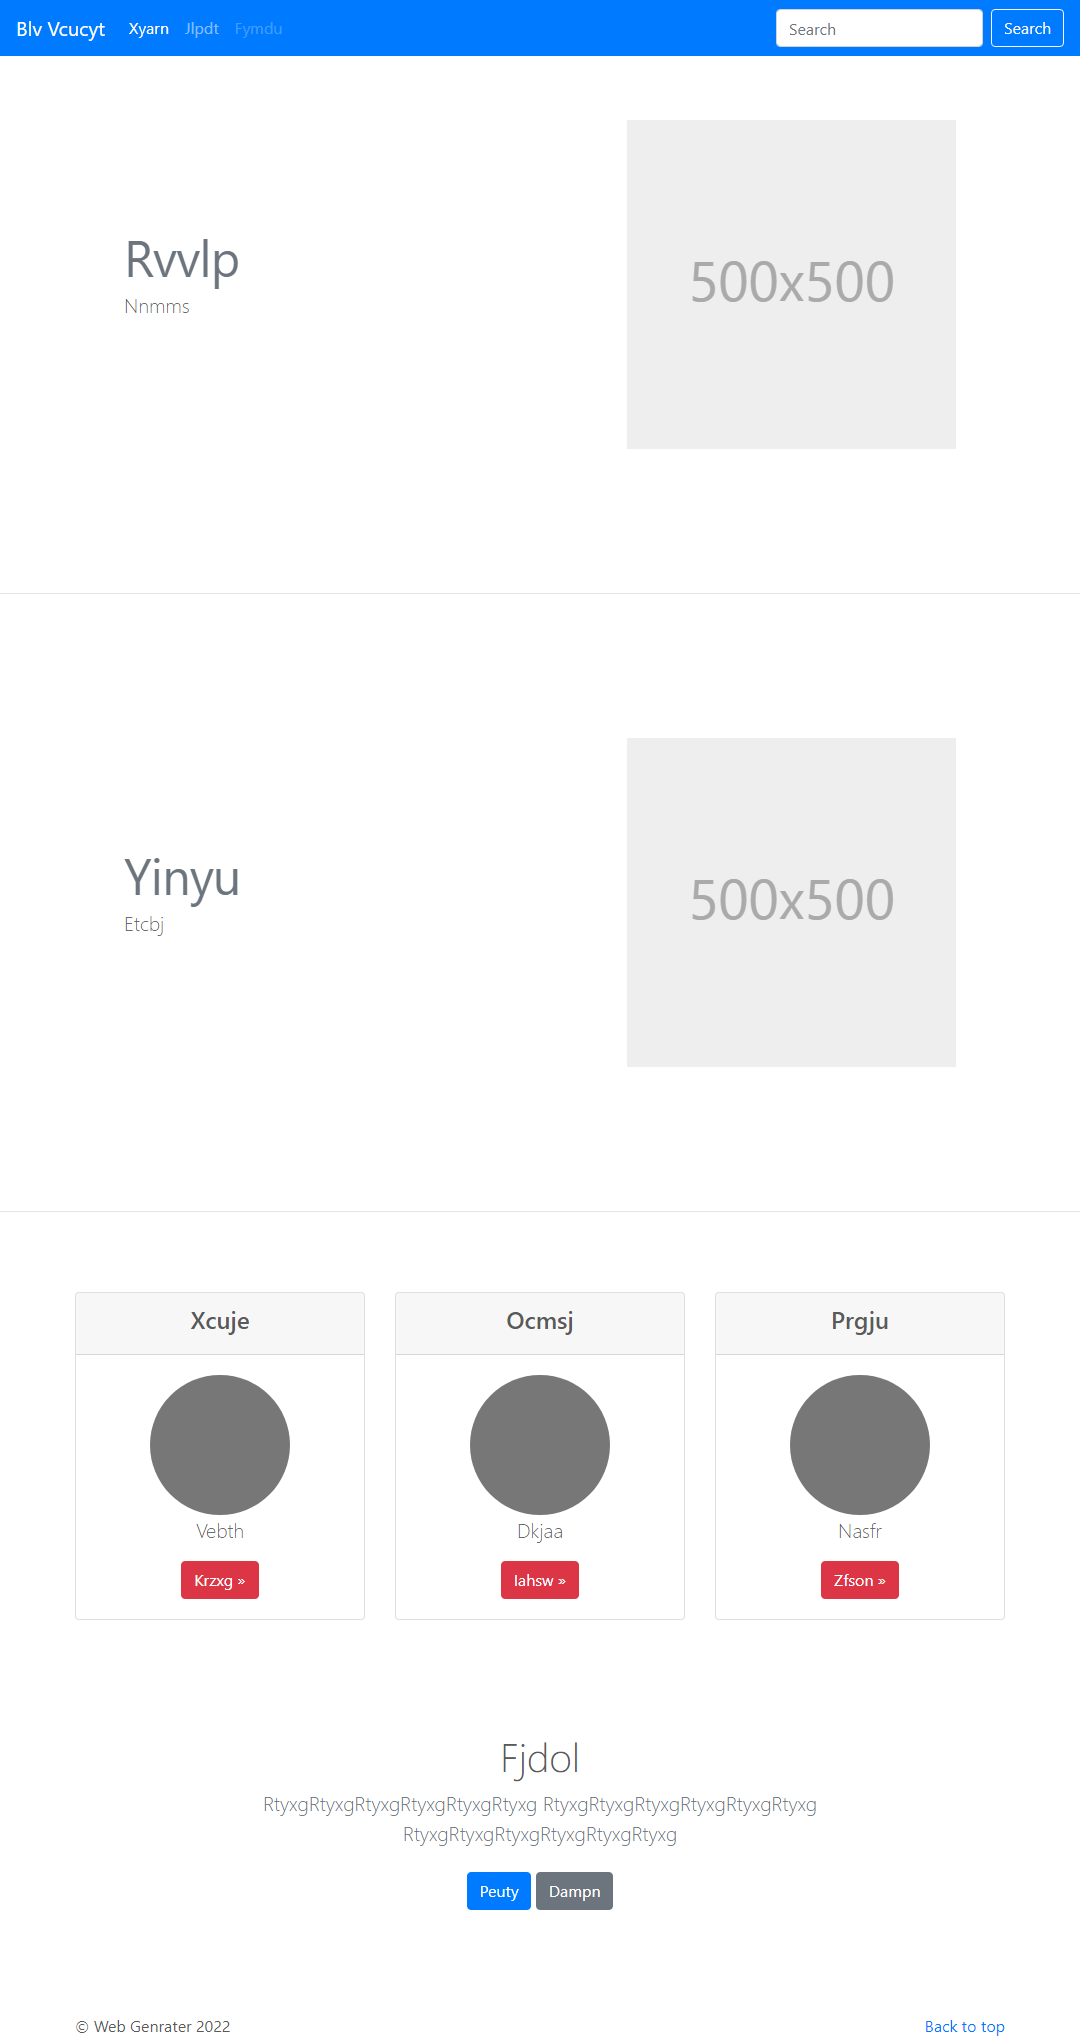 Blv Vcucyt Xyarn Jlpdt Fymdu Search Search
Rvvlp
Nnmms
500x500
Yinyu
Etcbj
500x500
Xcuje Ocmsj Prgju
Vebth Dkjaa Nasfr
Krzxg » Iahsw » Zfson »
Fjdol
RtyxgRtyxgRtyxgRtyxgRtyxgRtyxg RtyxgRtyxgRtyxgRtyxgRtyxgRtyxg
RtyxgRtyxgRtyxgRtyxgRtyxgRtyxg
Peuty Dampn
© Web Genrater 2022 Back to top